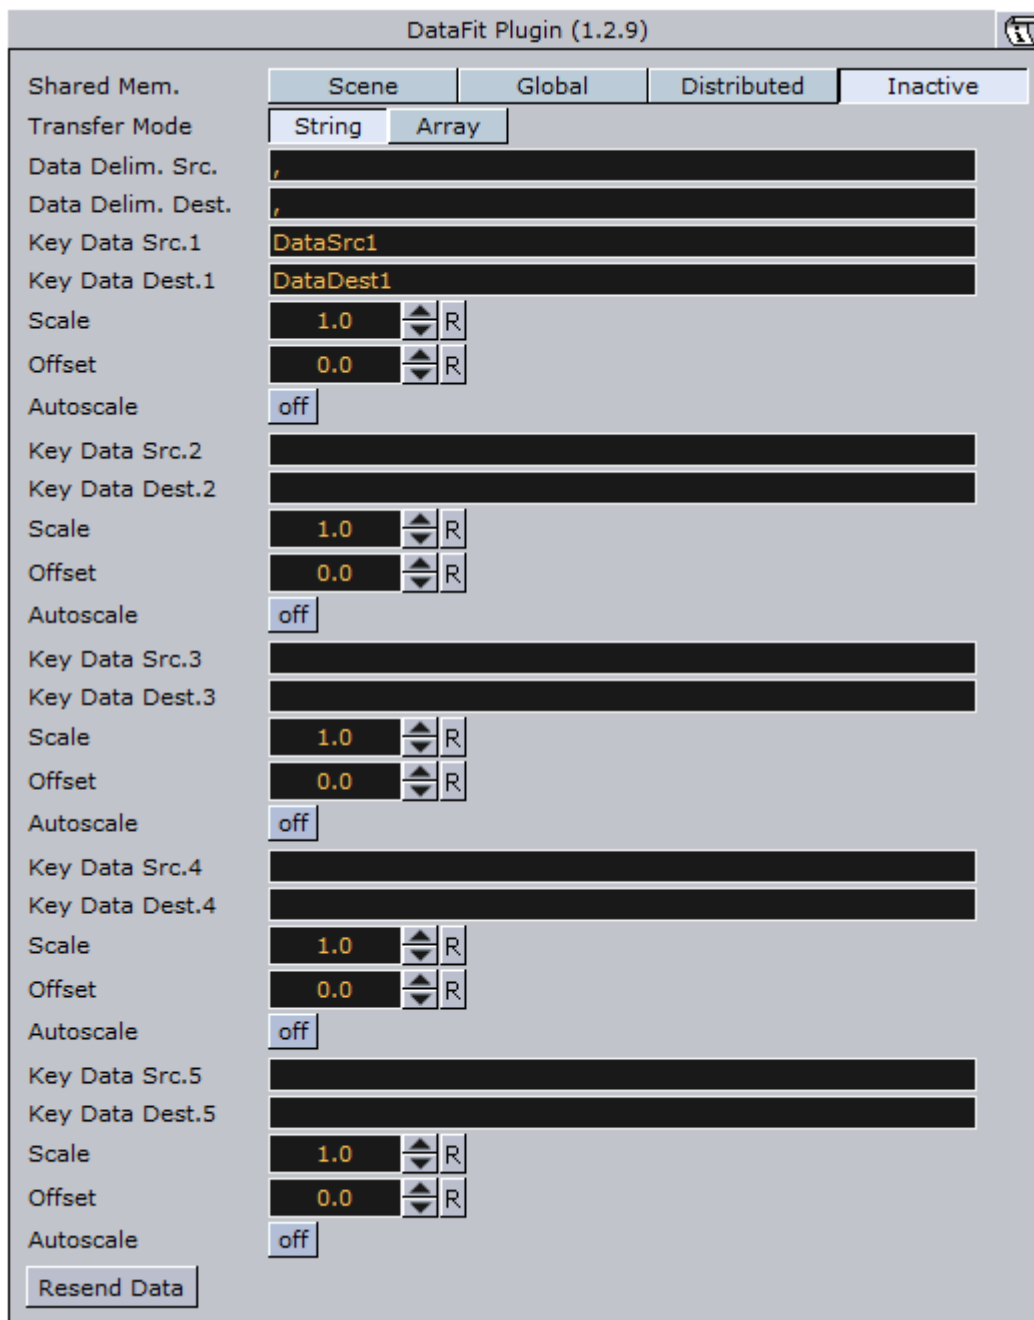 DataFit Plugin (1.2.9)
Shared Mem. Scene Global Distributed Inactive
Transfer Mode String Array
Data Delim. Src. ,
Data Delim. Dest. ,
Key Data Src.1 DataSrc1
Key Data Dest.1 DataDest1
Scale 1.0 R
Offset 0.0 R
Autoscale off
Key Data Src.2
Key Data Dest.2
Scale 1.0 R
Offset 0.0 R
Autoscale off
Key Data Src.3
Key Data Dest.3
Scale 1.0 R
Offset 0.0 R
Autoscale off
Key Data Src.4
Key Data Dest.4
Scale 1.0 R
Offset 0.0 R
Autoscale off
Key Data Src.5
Key Data Dest.5
Scale 1.0 R
Offset 0.0 R
Autoscale off
Resend Data